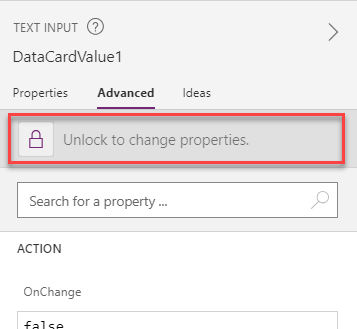 TEXT INPUT ?
DataCardValue1
Properties Advanced Ideas
Unlock to change properties.
Search for a property ...
ACTION
OnChange
false